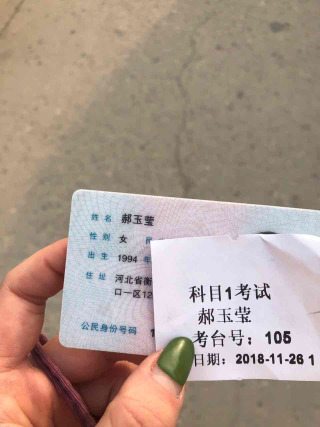 姓名 郝玉莹
性别 女
出生 1994 年
住址 河北省衡
口一区12
公民身份号码 1
科目1考试
郝玉莹
考台号：105
日期：2018-11-26 1